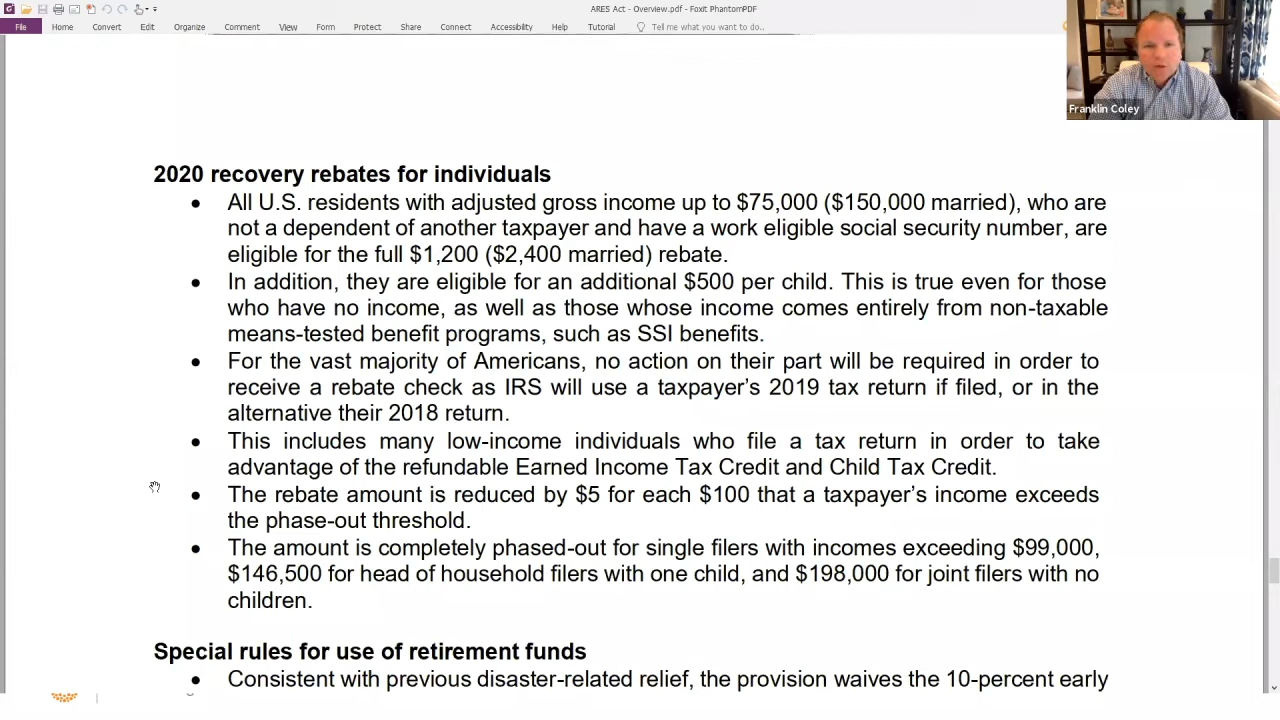 ARES Act - Overview.pdf - Foxit PhantomPDF
File Home Convert Edit Organize Comment View Form Protect Share Connect Accessibility Help Tutorial Tell me what you want to do..
Franklin Coley
2020 recovery rebates for individuals
• All U.S. residents with adjusted gross income up to $75,000 ($150,000 married), who are
not a dependent of another taxpayer and have a work eligible social security number, are
eligible for the full $1,200 ($2,400 married) rebate.
• In addition, they are eligible for an additional $500 per child. This is true even for those
who have no income, as well as those whose income comes entirely from non-taxable
means-tested benefit programs, such as SSI benefits.
• For the vast majority of Americans, no action on their part will be required in order to
receive a rebate check as IRS will use a taxpayer’s 2019 tax return if filed, or in the
alternative their 2018 return.
• This includes many low-income individuals who file a tax return in order to take
advantage of the refundable Earned Income Tax Credit and Child Tax Credit.
• The rebate amount is reduced by $5 for each $100 that a taxpayer’s income exceeds
the phase-out threshold.
• The amount is completely phased-out for single filers with incomes exceeding $99,000,
$146,500 for head of household filers with one child, and $198,000 for joint filers with no
children.
Special rules for use of retirement funds
• Consistent with previous disaster-related relief, the provision waives the 10-percent early